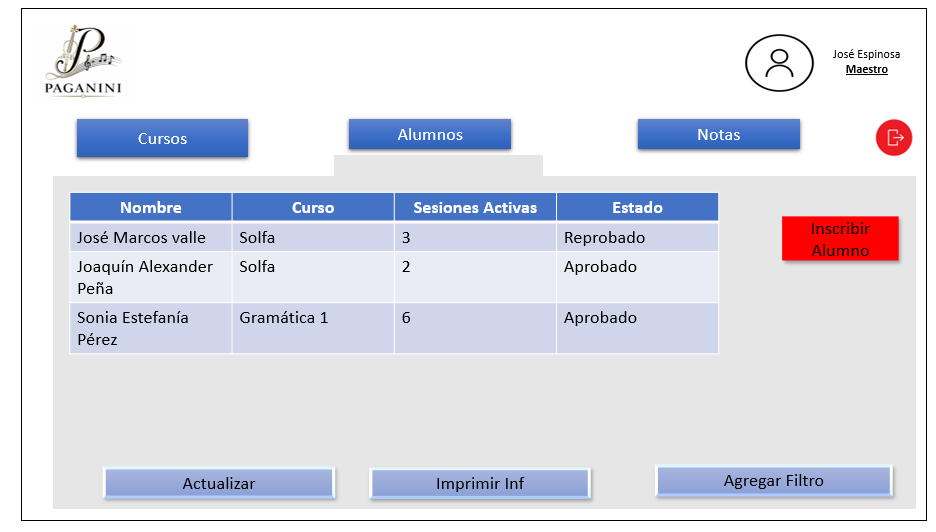 PAGANINI
José Espinosa
Maestro
Cursos
Alumnos
Notas
Nombre Curso Sesiones Activas Estado
José Marcos valle Solfa 3 Reprobado
Joaquín Alexander Solfa 2 Aprobado
Peña
Sonia Estefanía Gramática 1 6 Aprobado
Pérez
Inscribir
Alumno
Actualizar
Imprimir Inf
Agregar Filtro